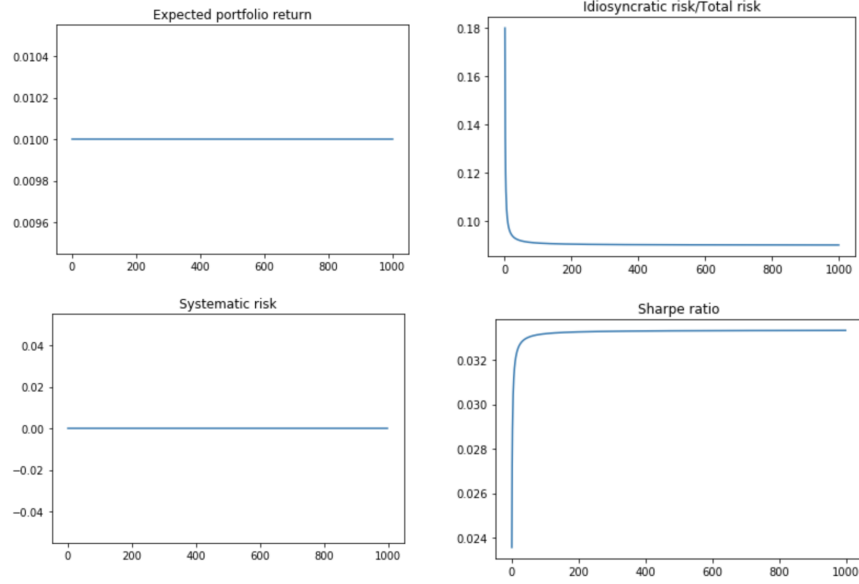 Expected portfolio return
0.0104
0.0102
0.0100
0.0098
0.0096
0 200 400 600 800 1000
Idiosyncratic risk/Total risk
0.18
0.16
0.14
0.12
0.10
0 200 400 600 800 1000
Systematic risk
0.04
0.02
0.00
−0.02
−0.04
0 200 400 600 800 1000
Sharpe ratio
0.032
0.030
0.028
0.026
0.024
0 200 400 600 800 1000